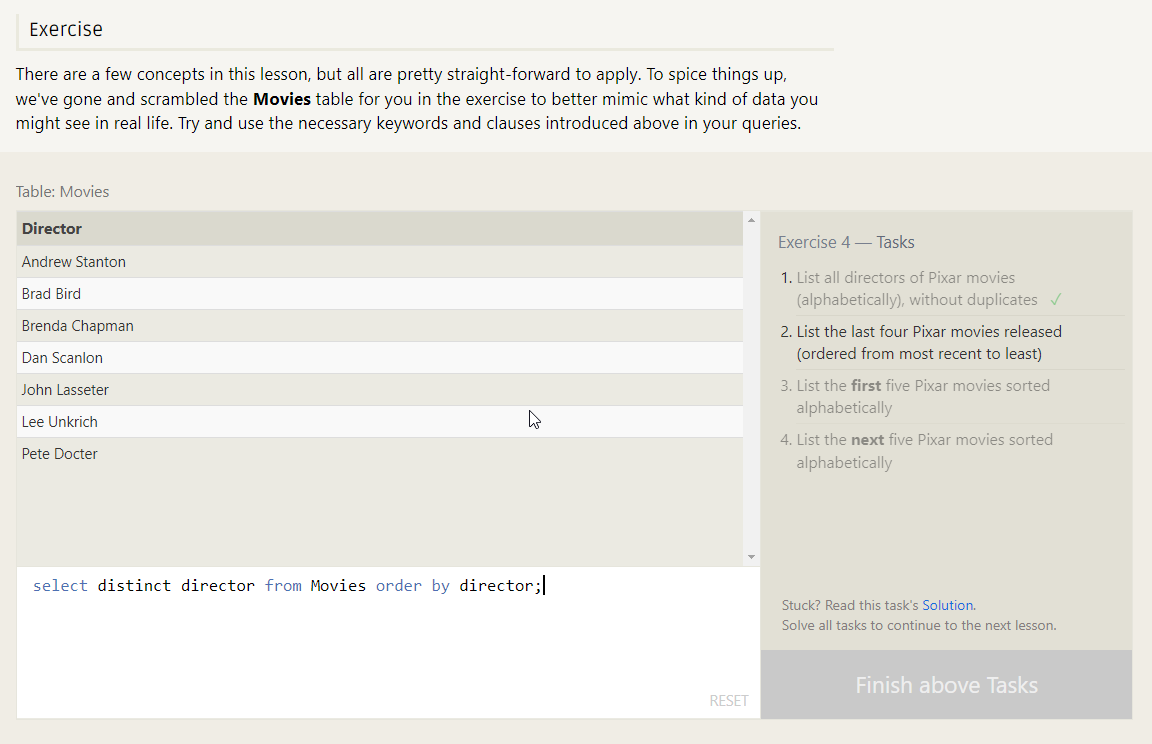 Exercise
There are a few concepts in this lesson, but all are pretty straight-forward to apply. To spice things up,
we've gone and scrambled the Movies table for you in the exercise to better mimic what kind of data you
might see in real life. Try and use the necessary keywords and clauses introduced above in your queries.
Table: Movies
Director
Andrew Stanton
Brad Bird
Brenda Chapman
Dan Scanlon
John Lasseter
Lee Unkrich
Pete Docter
select distinct director from Movies order by director;
RESET
Exercise 4 — Tasks
1. List all directors of Pixar movies
(alphabetically), without duplicates ✓
2. List the last four Pixar movies released
(ordered from most recent to least)
3. List the first five Pixar movies sorted
alphabetically
4. List the next five Pixar movies sorted
alphabetically
Stuck? Read this task's Solution.
Solve all tasks to continue to the next lesson.
Finish above Tasks